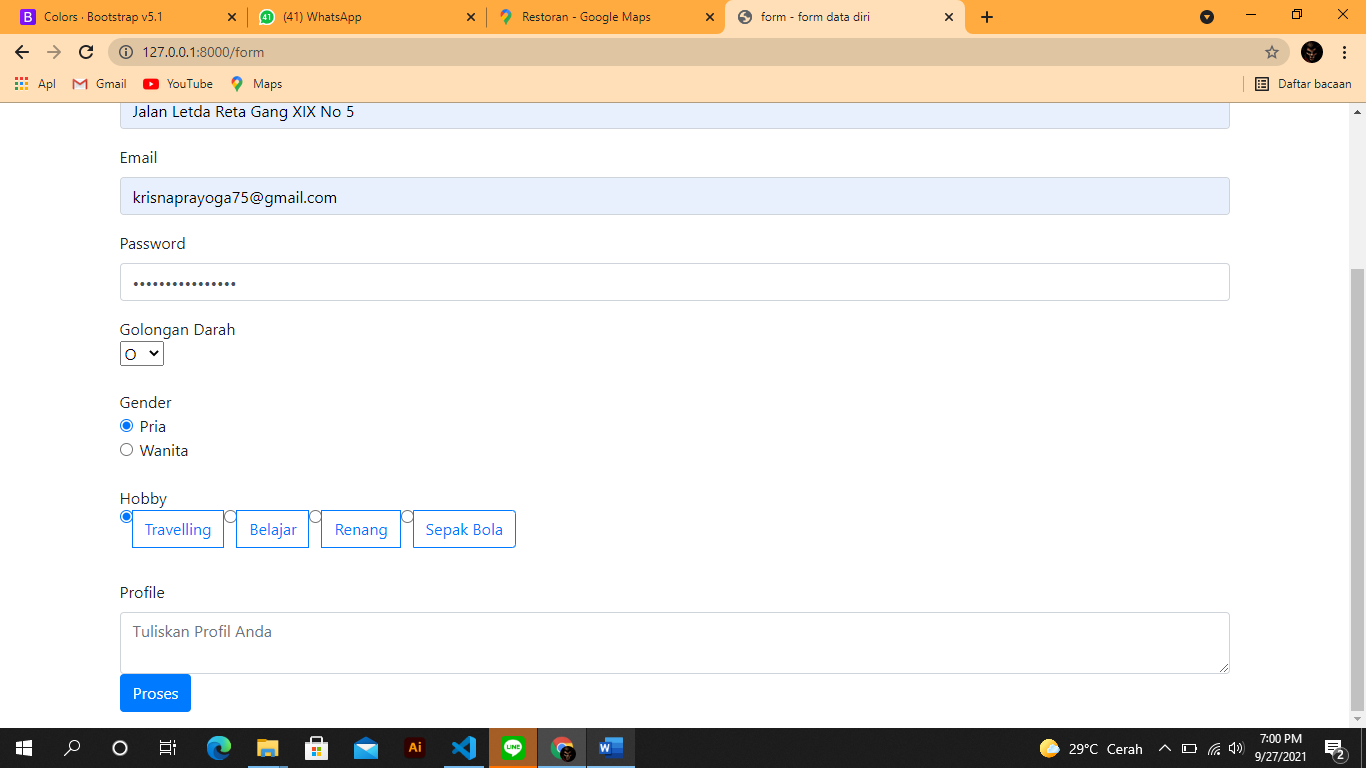 Colors · Bootstrap v5.1
(41) WhatsApp
Restoran - Google Maps
form - form data diri
127.0.0.1:8000/form
Apl
Gmail
YouTube
Maps
Daftar bacaan
Jalan Letda Reta Gang XIX No 5
Email
krisnaprayoga75@gmail.com
Password
••••••••••••••••
Golongan Darah
O
Gender
Pria
Wanita
Hobby
Travelling
Belajar
Renang
Sepak Bola
Profile
Tuliskan Profil Anda
Proses
29°C Cerah
7:00 PM
9/27/2021
2